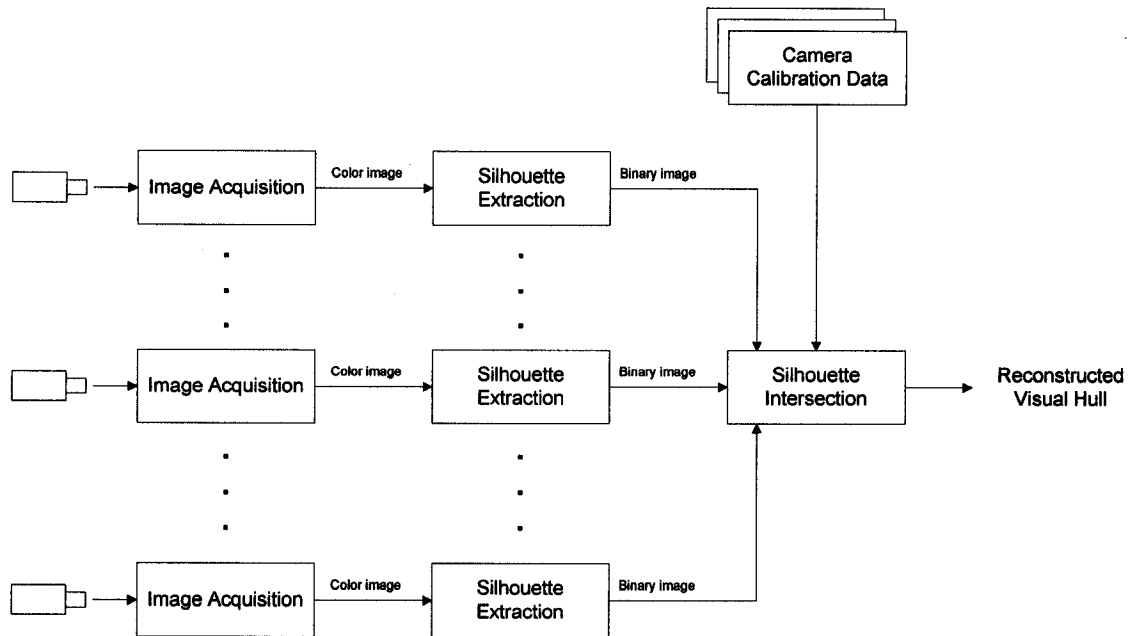 Camera
Calibration Data
Image Acquisition
Color image
Silhouette
Extraction
Binary image
Image Acquisition
Color image
Silhouette
Extraction
Binary image
Silhouette
Intersection
Reconstructed
Visual Hull
Image Acquisition
Color image
Silhouette
Extraction
Binary image